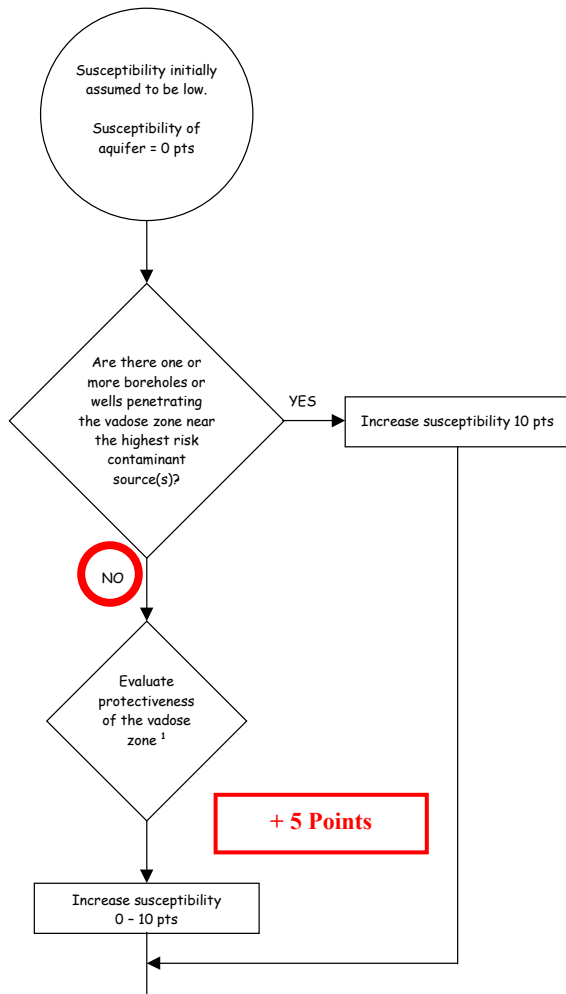 Susceptibility initially
assumed to be low.
Susceptibility of
aquifer = 0 pts
Are there one or
more boreholes or
wells penetrating
the vadose zone near
the highest risk
contaminant
source(s)?
YES
Increase susceptibility 10 pts
NO
Evaluate
protectiveness
of the vadose
zone ¹
+ 5 Points
Increase susceptibility
0 – 10 pts